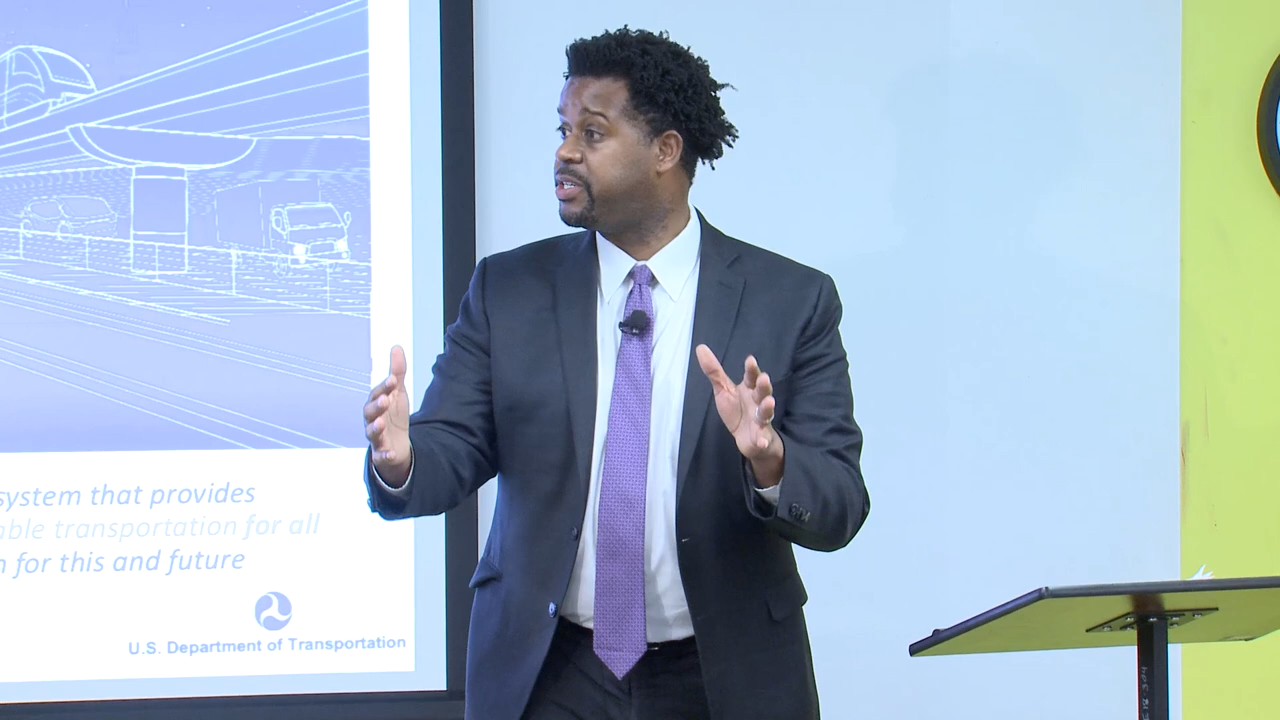 system that provides
able transportation for all
for this and future
U.S. Department of Transportation